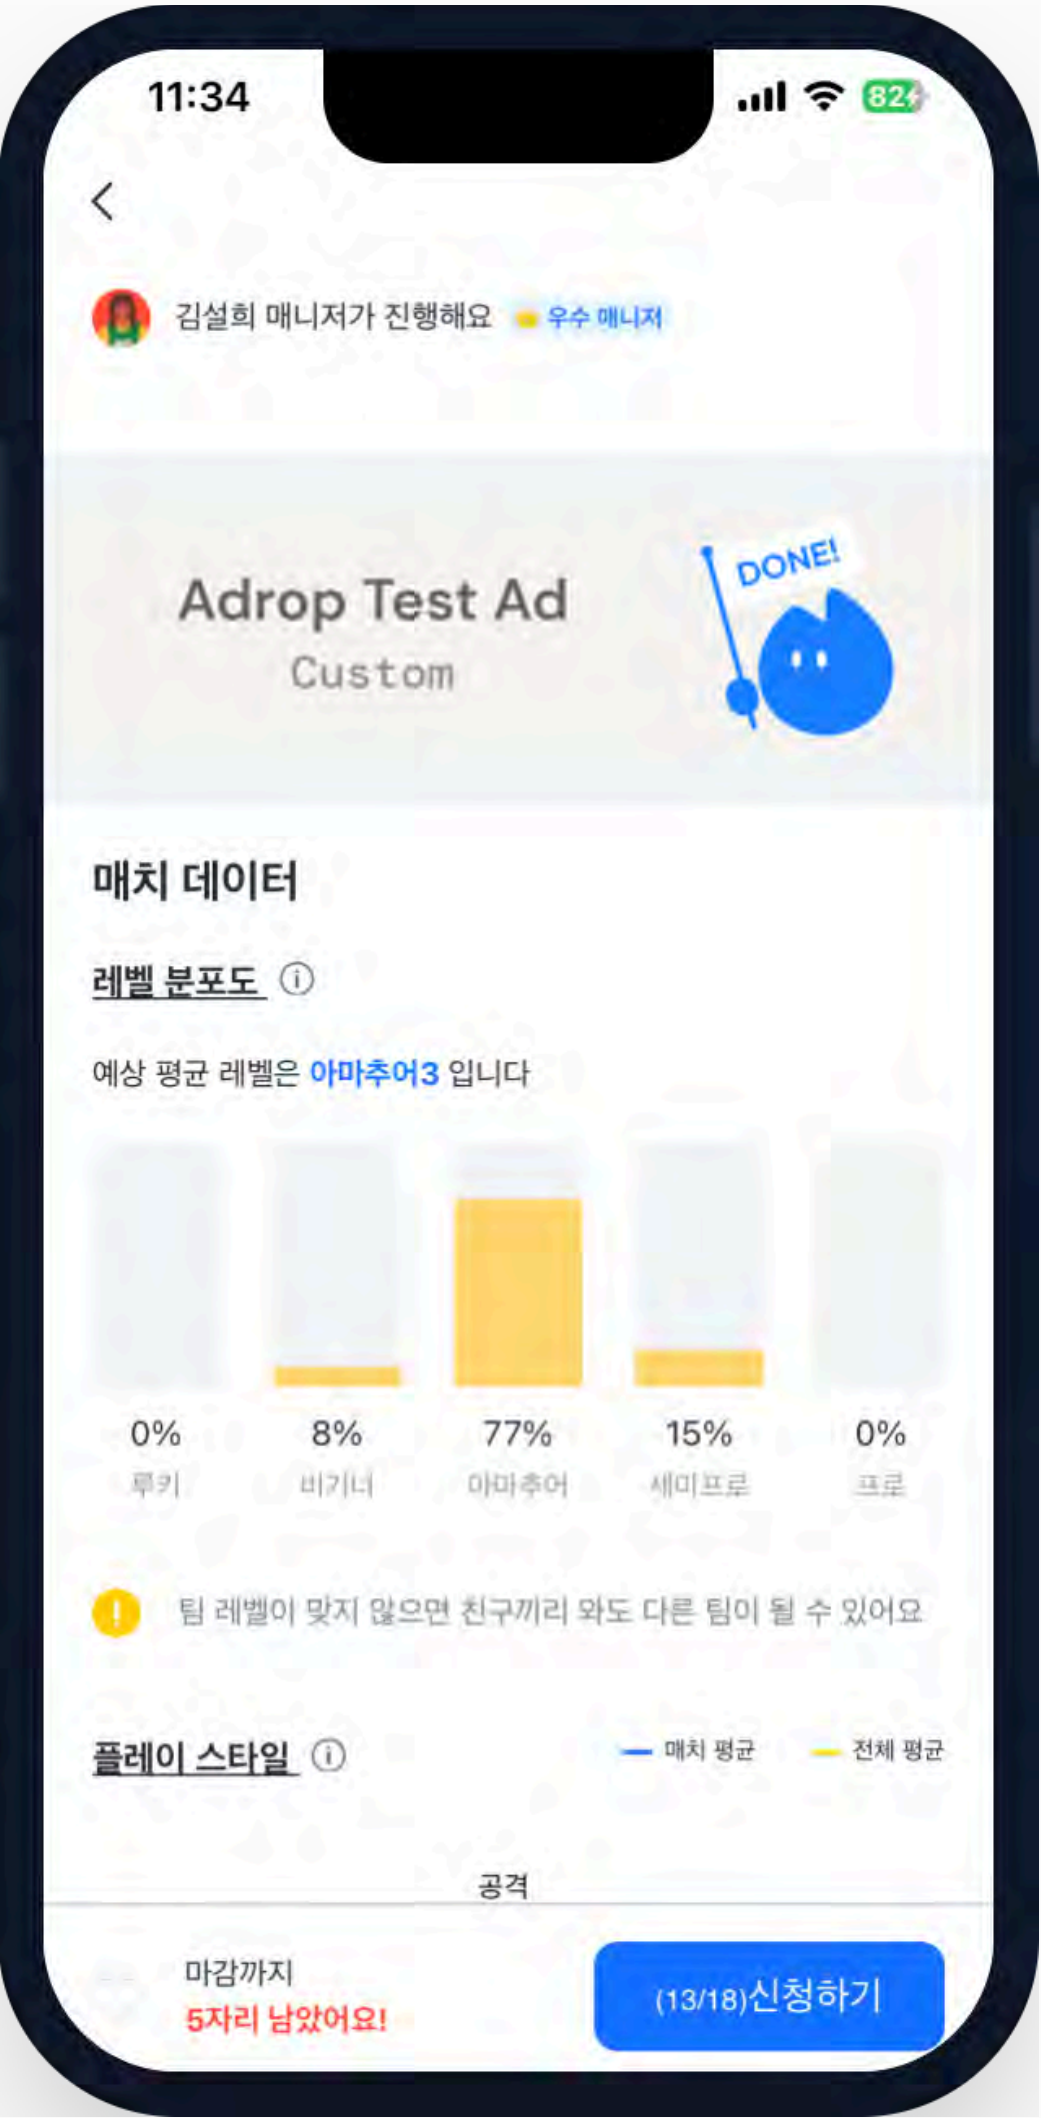 11:34
82
김설희 매니저가 진행해요 우수 매니저
Adrop Test Ad
Custom
DONE!
매치 데이터
레벨 분포도
예상 평균 레벨은 아마추어3 입니다
0% 8% 77% 15% 0%
루키 비기너 아마추어 세미프로 프로
팀 레벨이 맞지 않으면 친구끼리 와도 다른 팀이 될 수 있어요
플레이 스타일 매치 평균 전체 평균
공격
마감까지
5자리 남았어요!
(13/18)신청하기